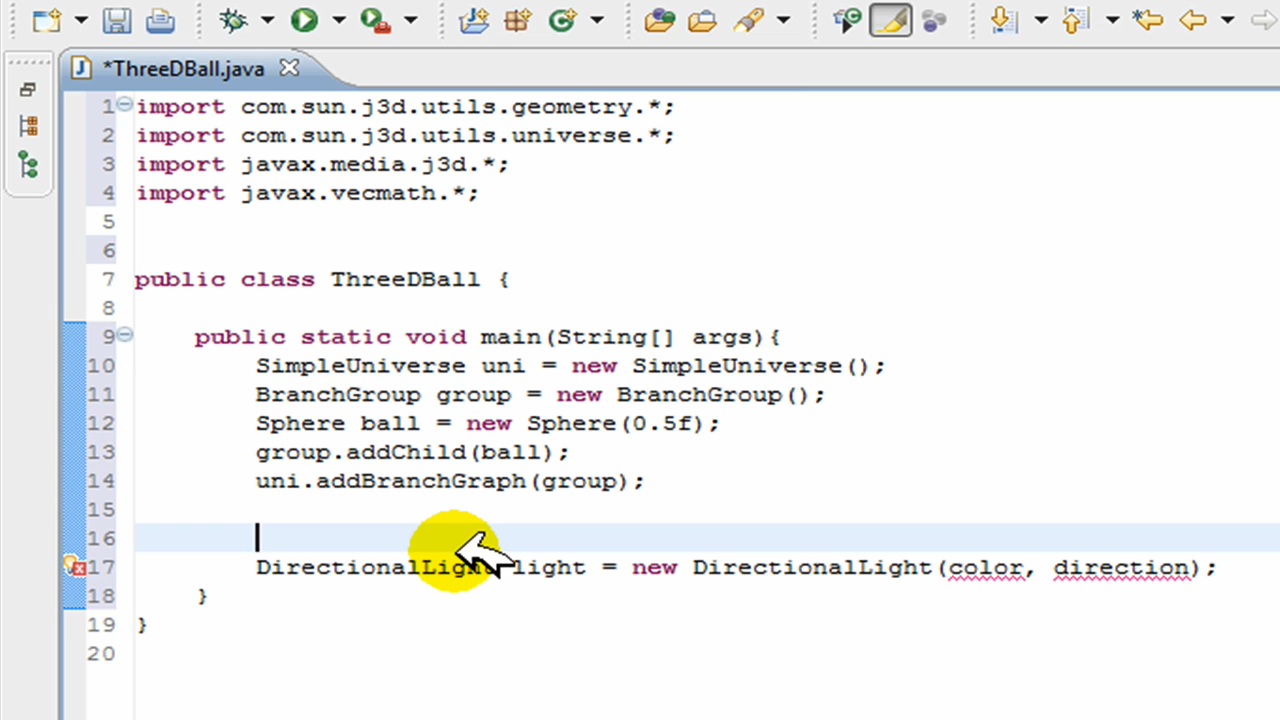 *ThreeDBall.java
1 import com.sun.j3d.utils.geometry.*;
2 import com.sun.j3d.utils.universe.*;
3 import javax.media.j3d.*;
4 import javax.vecmath.*;
5
6
7 public class ThreeDBall {
8
9 public static void main(String[] args){
10 SimpleUniverse uni = new SimpleUniverse();
11 BranchGroup group = new BranchGroup();
12 Sphere ball = new Sphere(0.5f);
13 group.addChild(ball);
14 uni.addBranchGraph(group);
15
16
17 DirectionalLight light = new DirectionalLight(color, direction);
18 }
19 }
20